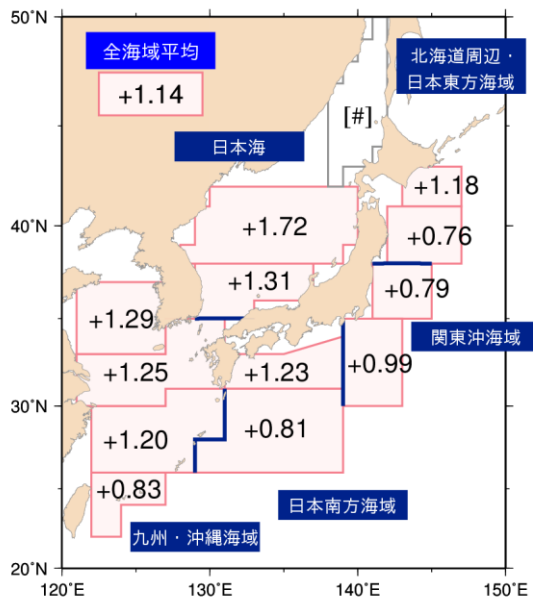 50°N
全海域平均
+1.14
北海道周辺・
日本東方海域
[#]
日本海
+1.18
40°N
+1.72
+0.76
+1.31
+0.79
+1.29
関東沖海域
+0.99
+1.25
+1.23
30°N
+1.20
+0.81
+0.83
日本南方海域
九州・沖縄海域
20°N
120°E
130°E
140°E
150°E